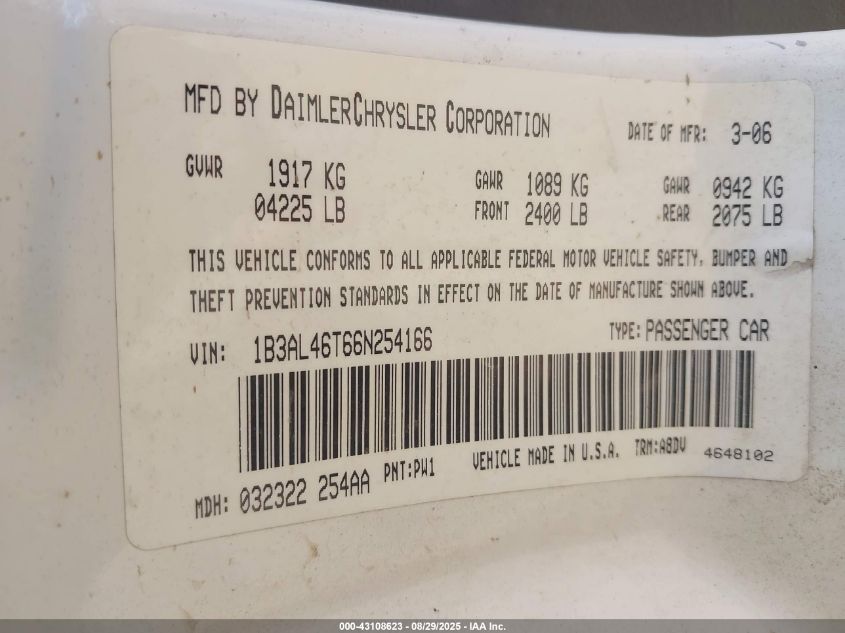 MFD BY DAIMLERCHRYSLER CORPORATION
DATE OF MFR: 3-06
GVWR 1917 KG
04225 LB
GAWR 1089 KG
FRONT 2400 LB
GAWR 0942 KG
REAR 2075 LB
THIS VEHICLE CONFORMS TO ALL APPLICABLE FEDERAL MOTOR VEHICLE SAFETY, BUMPER AND
THEFT PREVENTION STANDARDS IN EFFECT ON THE DATE OF MANUFACTURE SHOWN ABOVE.
VIN: 1B3AL46T66N254166
TYPE: PASSENGER CAR
MDH: 032322 254AA
PNT:PW1
VEHICLE MADE IN U.S.A.
TRM:A8DV
4648102
000-43108623 - 08/29/2025 - IAA Inc.